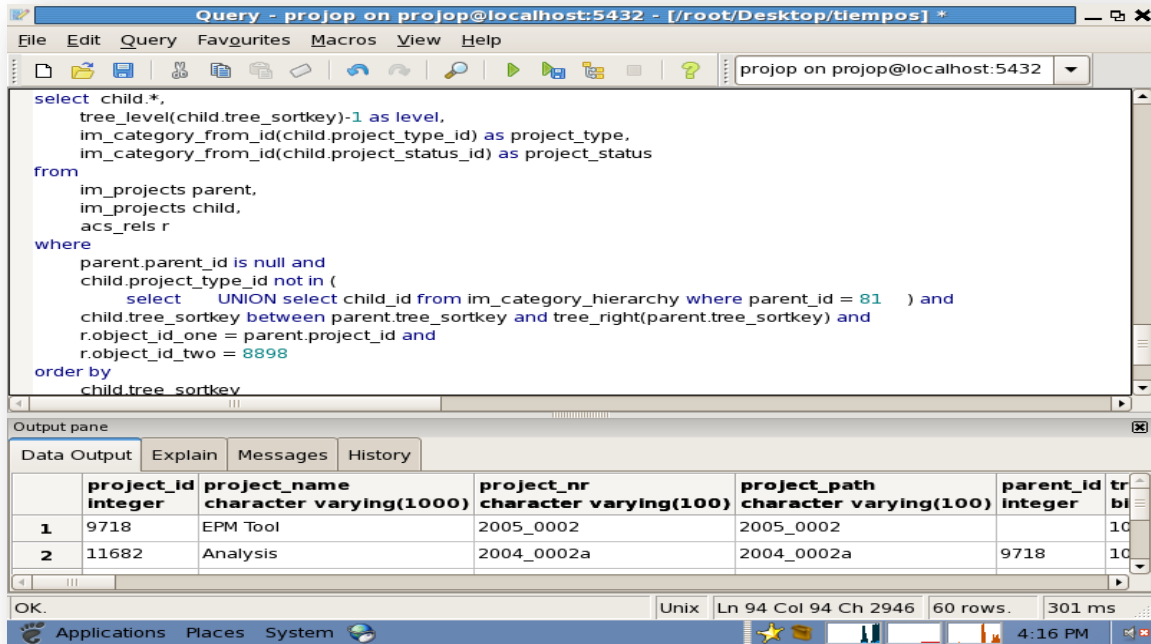 Query - projop on projop@localhost:5432 - [/root/Desktop/tiempos] *
File Edit Query Favourites Macros View Help
projop on projop@localhost:5432
select child.*,
tree_level(child.tree_sortkey)-1 as level,
im_category_from_id(child.project_type_id) as project_type,
im_category_from_id(child.project_status_id) as project_status
from
im_projects parent,
im_projects child,
acs_rels r
where
parent.parent_id is null and
child.project_type_id not in (
select UNION select child_id from im_category_hierarchy where parent_id = 81 ) and
child.tree_sortkey between parent.tree_sortkey and tree_right(parent.tree_sortkey) and
r.object_id_one = parent.project_id and
r.object_id_two = 8898
order by
child.tree_sortkey
Output pane
Data Output Explain Messages History
project_id project_name project_nr project_path parent_id tr
integer character varying(1000) character varying(100) character varying(100) integer bi
1 9718 EPM Tool 2005_0002 2005_0002 10
2 11682 Analysis 2004_0002a 2004_0002a 9718 10
OK. Unix Ln 94 Col 94 Ch 2946 60 rows. 301 ms
Applications Places System 4:16 PM